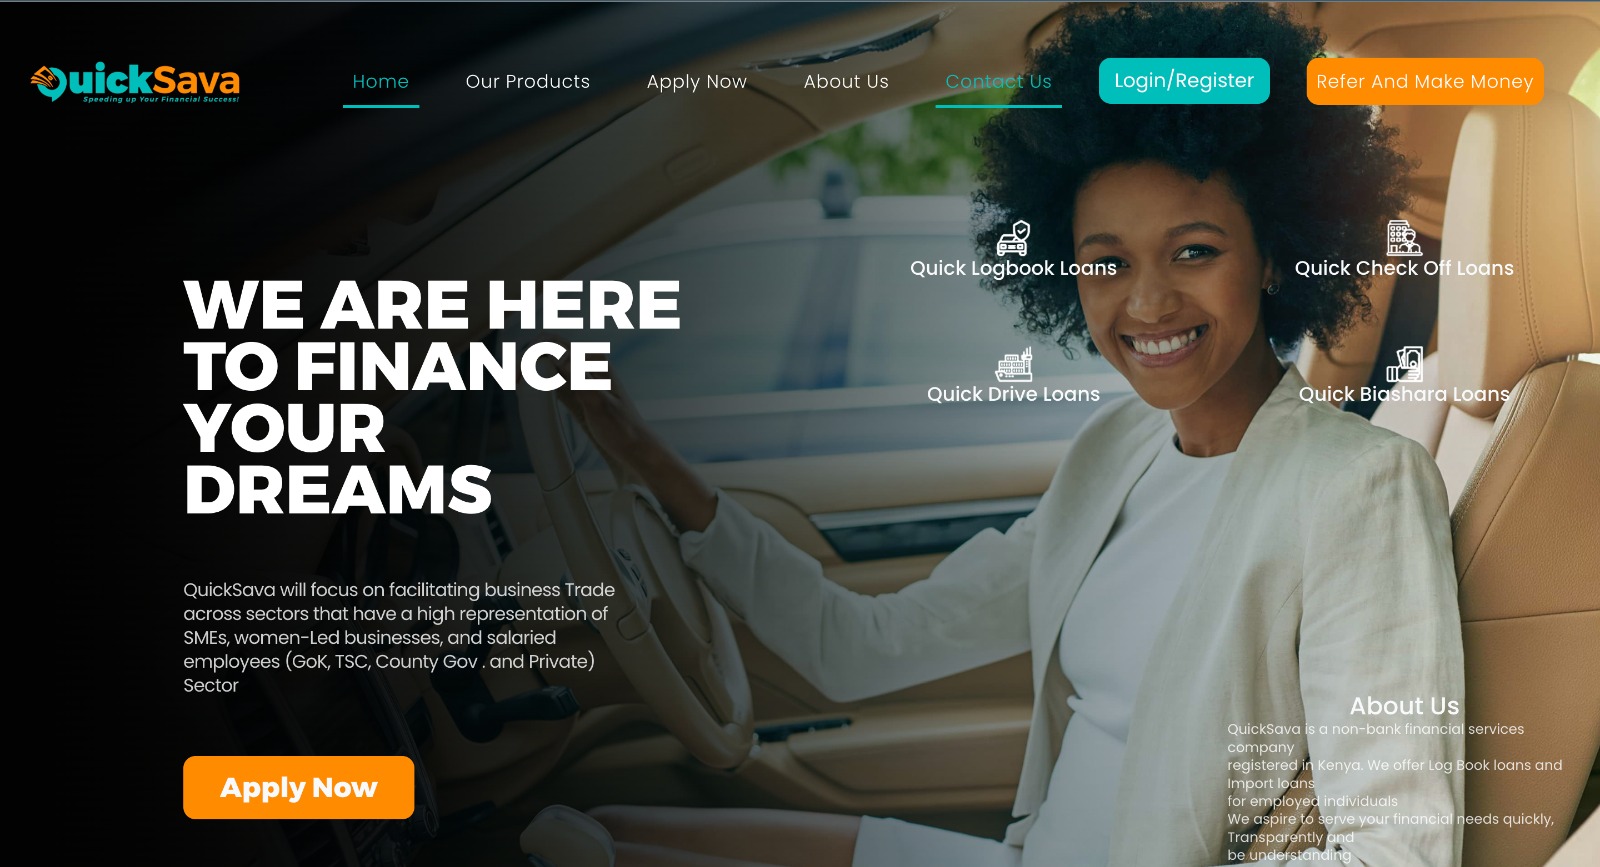 QuickSava
Speeding up Your Financial Success!
Home
Our Products
Apply Now
About Us
Contact Us
Login/Register
Refer And Make Money
Quick Logbook Loans
Quick Check Off Loans
Quick Drive Loans
Quick Biashara Loans
WE ARE HERE
TO FINANCE
YOUR
DREAMS
QuickSava will focus on facilitating business Trade
across sectors that have a high representation of
SMEs, women-Led businesses, and salaried
employees (GoK, TSC, County Gov . and Private)
Sector
Apply Now
About Us
QuickSava is a non-bank financial services
company
registered in Kenya. We offer Log Book loans and
Import loans
for employed individuals
We aspire to serve your financial needs quickly,
Transparently and
be understanding